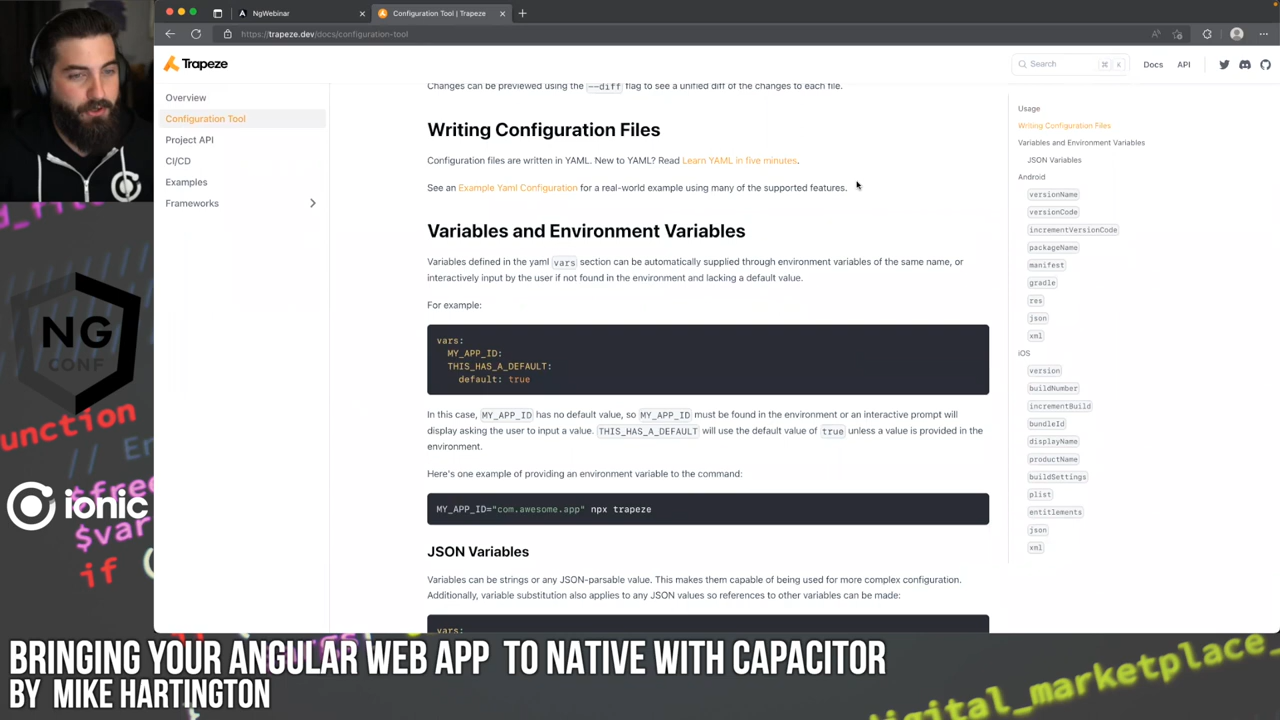 NgWebinar
Configuration Tool | Trapeze
https://trapeze.dev/docs/configuration-tool
Trapeze
Search
⌘ K
Docs
API
Overview
Configuration Tool
Project API
CI/CD
Examples
Frameworks
Changes can be previewed using the --diff flag to see a unified diff of the changes to each file.
Writing Configuration Files
Configuration files are written in YAML. New to YAML? Read Learn YAML in five minutes.
See an Example Yaml Configuration for a real-world example using many of the supported features.
Variables and Environment Variables
Variables defined in the yaml vars section can be automatically supplied through environment variables of the same name, or
interactively input by the user if not found in the environment and lacking a default value.
For example:
vars:
MY_APP_ID:
THIS_HAS_A_DEFAULT:
default: true
In this case, MY_APP_ID has no default value, so MY_APP_ID must be found in the environment or an interactive prompt will
display asking the user to input a value. THIS_HAS_A_DEFAULT will use the default value of true unless a value is provided in the
environment.
Here's one example of providing an environment variable to the command:
MY_APP_ID="com.awesome.app" npx trapeze
JSON Variables
Variables can be strings or any JSON-parsable value. This makes them capable of being used for more complex configuration.
Additionally, variable substitution also applies to any JSON values so references to other variables can be made:
vars:
Usage
Writing Configuration Files
Variables and Environment Variables
JSON Variables
Android
versionName
versionCode
incrementVersionCode
packageName
manifest
gradle
res
json
xml
iOS
version
buildNumber
incrementBuild
bundleId
displayName
productName
buildSettings
plist
entitlements
json
xml
NG
CONF
ionic
unction
$var
if (
BRINGING YOUR ANGULAR WEB APP TO NATIVE WITH CAPACITOR
BY MIKE HARTINGTON
digital_marketplace_